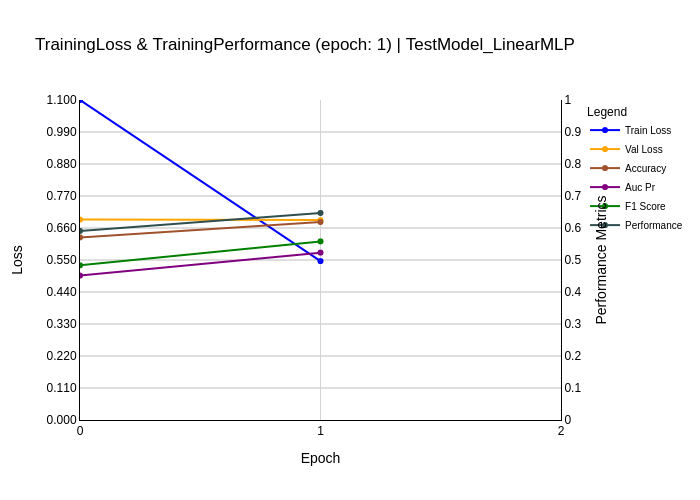 TrainingLoss & TrainingPerformance (epoch: 1) | TestModel_LinearMLP
1.100
0.990
0.880
0.770
0.660
0.550
0.440
0.330
0.220
0.110
0.000
Loss
0
1
2
Epoch
1
0.9
0.8
0.7
0.6
0.5
0.4
0.3
0.2
0.1
0
Performance Metrics
Legend
Train Loss
Val Loss
Accuracy
Auc Pr
F1 Score
Performance